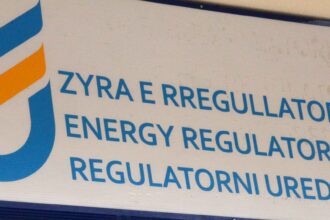 ZYRA E RREGULLATOR
ENERGY REGULATOR
REGULATORNI URED